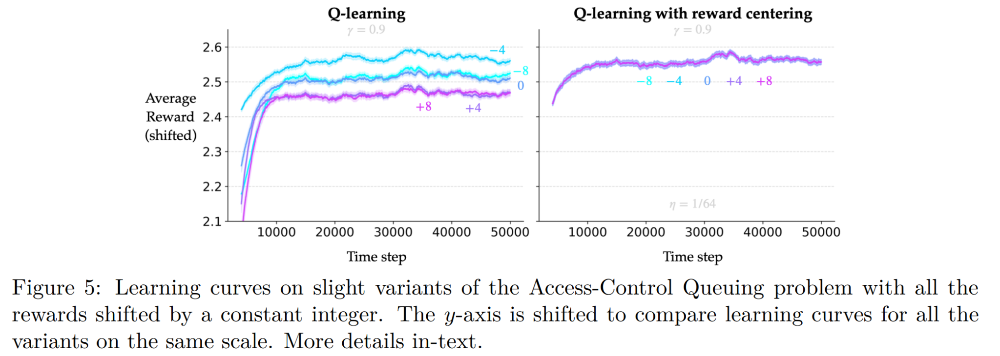 Q-learning
γ = 0.9
2.6
2.5
2.4
2.3
2.2
2.1
Average
Reward
(shifted)
−4
−8
0
+8
+4
10000 20000 30000 40000 50000
Time step
Q-learning with reward centering
γ = 0.9
−8 −4 0 +4 +8
η = 1/64
10000 20000 30000 40000 50000
Time step
Figure 5: Learning curves on slight variants of the Access-Control Queuing problem with all the
rewards shifted by a constant integer. The y-axis is shifted to compare learning curves for all the
variants on the same scale. More details in-text.